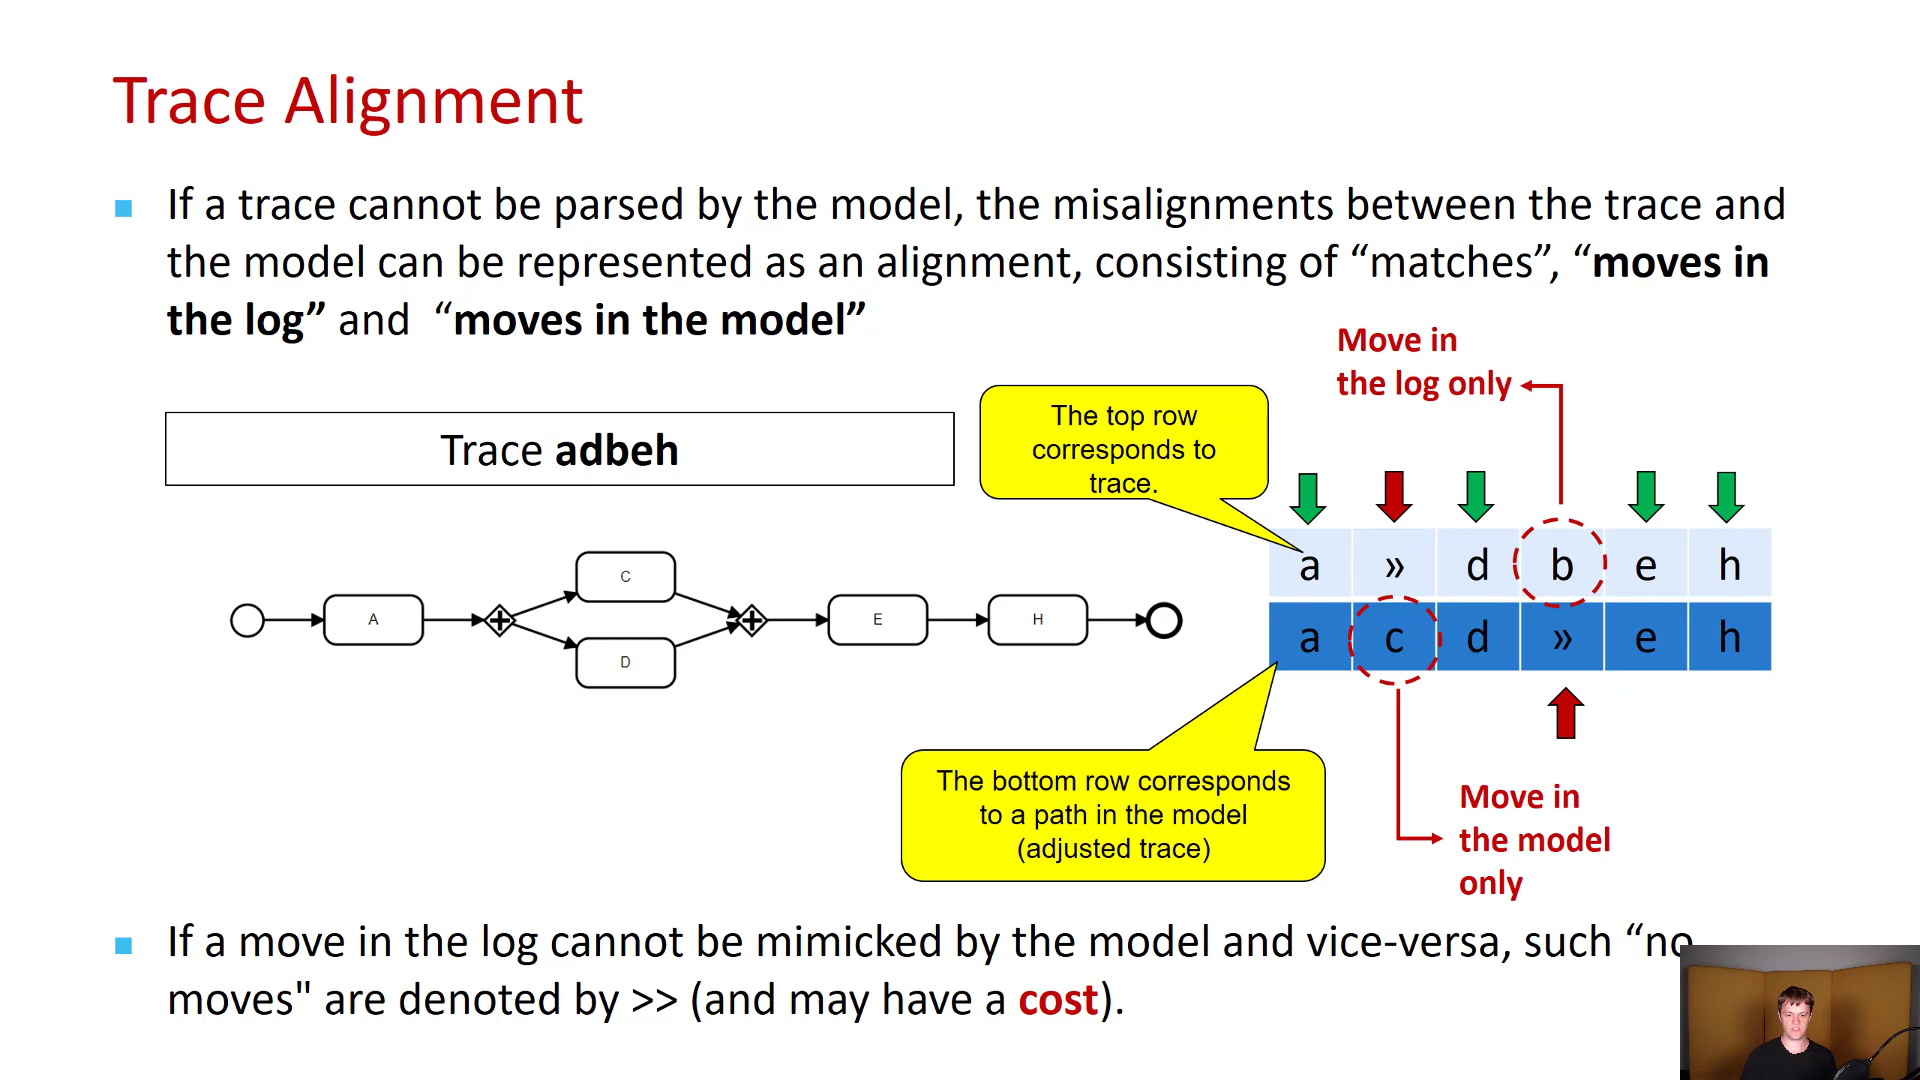 Trace Alignment
If a trace cannot be parsed by the model, the misalignments between the trace and
the model can be represented as an alignment, consisting of “matches”, “moves in
the log” and “moves in the model”
Move in
the log only
The top row
corresponds to
trace.
Trace adbeh
A
C
D
E
H
a » d b e h
a c d » e h
The bottom row corresponds
to a path in the model
(adjusted trace)
Move in
the model
only
If a move in the log cannot be mimicked by the model and vice-versa, such “no
moves" are denoted by >> (and may have a cost).